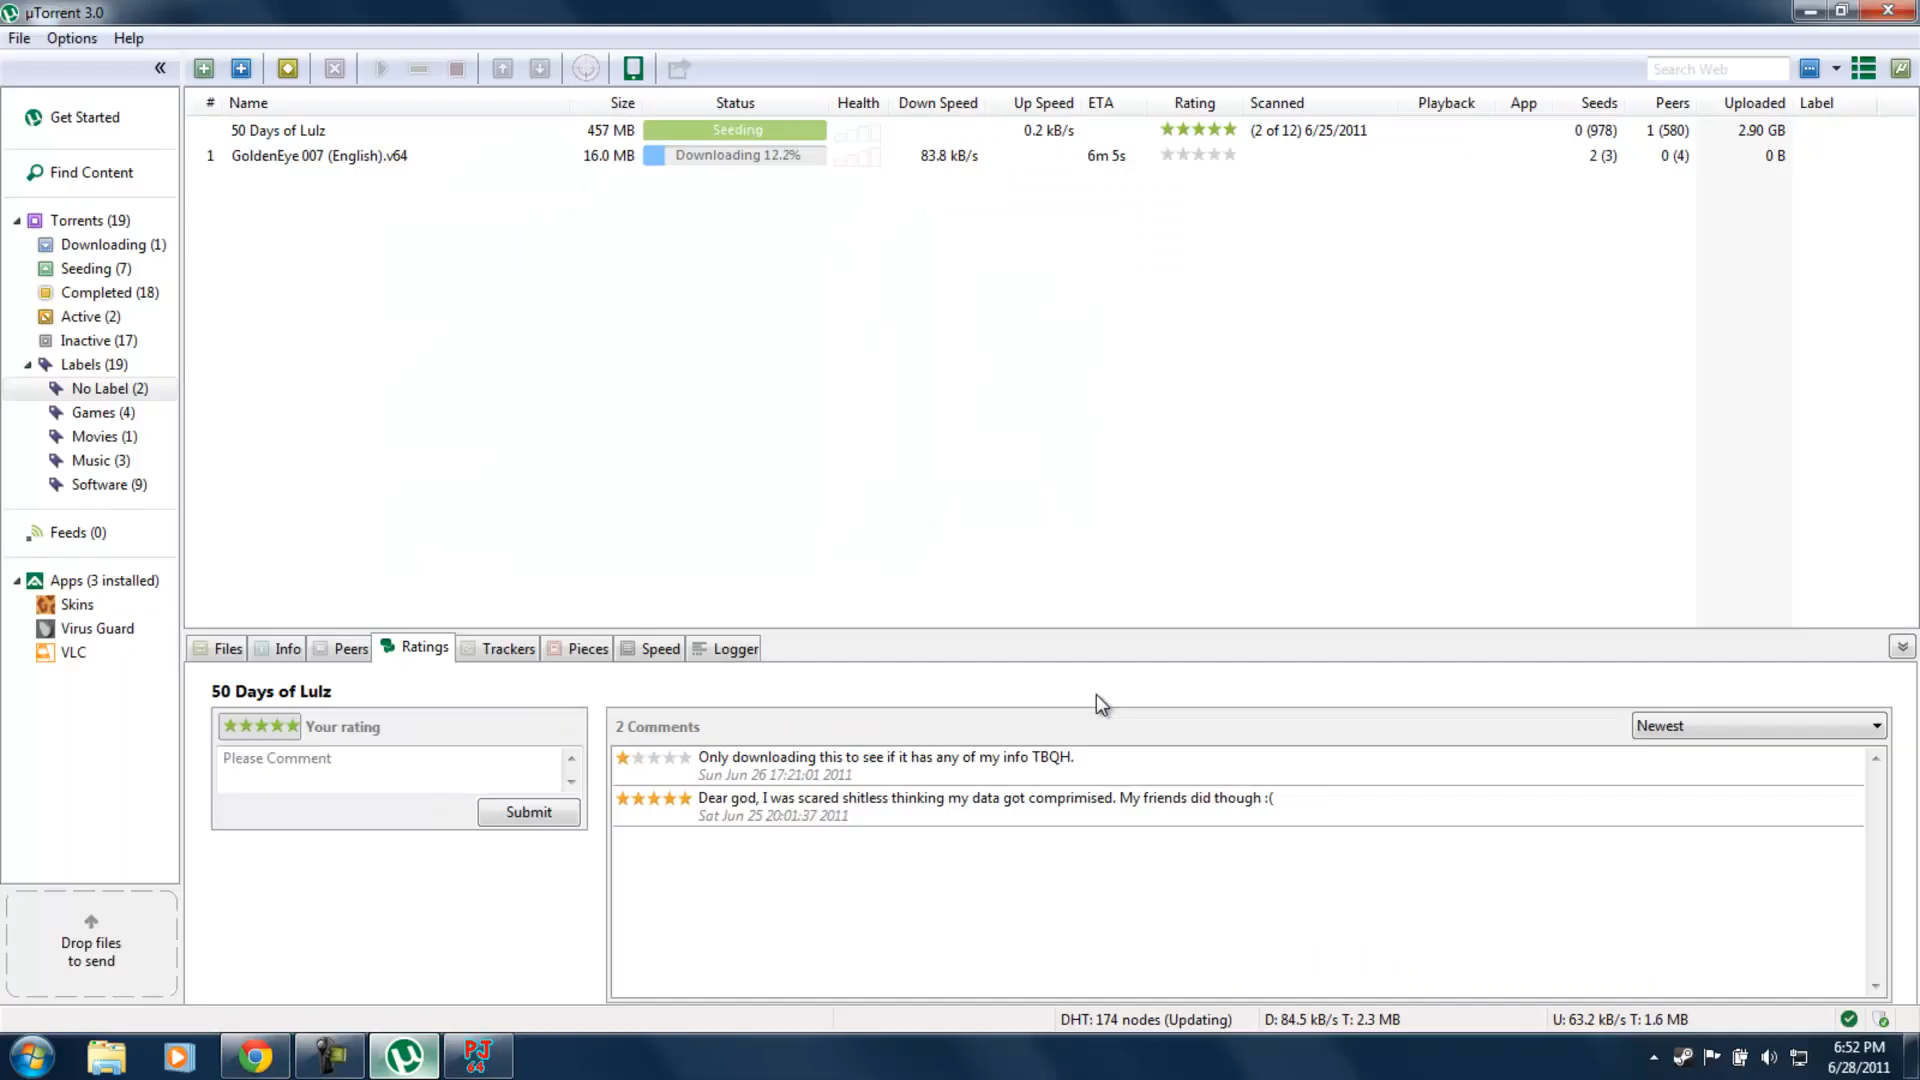 µTorrent 3.0
File Options Help
Search Web
Get Started
Find Content
Torrents (19)
Downloading (1)
Seeding (7)
Completed (18)
Active (2)
Inactive (17)
Labels (19)
No Label (2)
Games (4)
Movies (1)
Music (3)
Software (9)
Feeds (0)
Apps (3 installed)
Skins
Virus Guard
VLC
Drop files
to send
# Name Size Status Health Down Speed Up Speed ETA Rating Scanned Playback App Seeds Peers Uploaded Label
50 Days of Lulz 457 MB Seeding 0.2 kB/s (2 of 12) 6/25/2011 0 (978) 1 (580) 2.90 GB
1 GoldenEye 007 (English).v64 16.0 MB Downloading 12.2% 83.8 kB/s 6m 5s 2 (3) 0 (4) 0 B
Files Info Peers Ratings Trackers Pieces Speed Logger
50 Days of Lulz
Your rating
Please Comment
Submit
2 Comments Newest
Only downloading this to see if it has any of my info TBQH.
Sun Jun 26 17:21:01 2011
Dear god, I was scared shitless thinking my data got comprimised. My friends did though :(
Sat Jun 25 20:01:37 2011
DHT: 174 nodes (Updating) D: 84.5 kB/s T: 2.3 MB U: 63.2 kB/s T: 1.6 MB
PJ
64
6:52 PM
6/28/2011